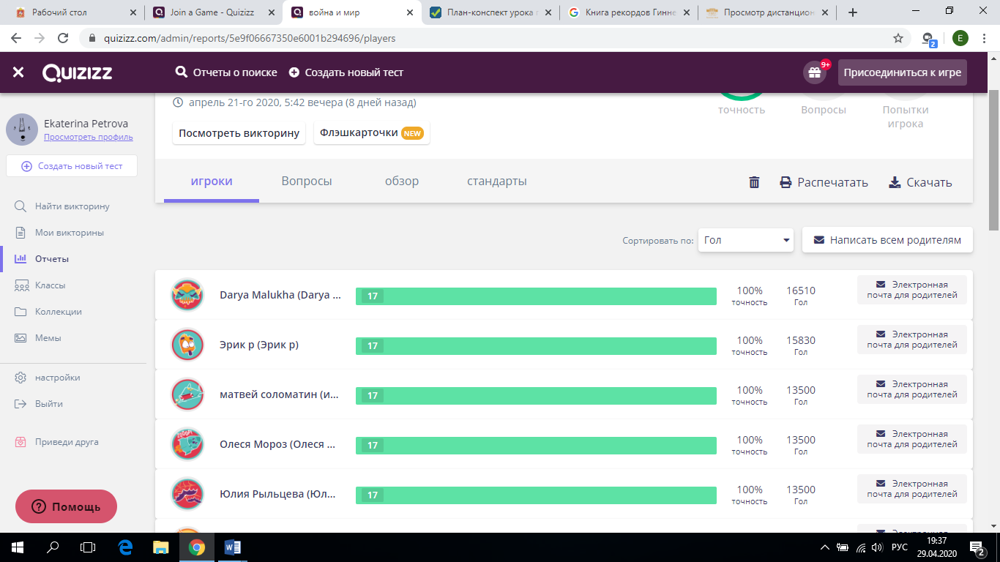 Рабочий стол
Join a Game - Quizizz
война и мир
План-конспект урока
Книга рекордов Гинне
Просмотр дистанцион
quizizz.com/admin/reports/5e9f06667350e6001b294696/players
2
E
Quizizz
Отчеты о поиске
Создать новый тест
9+
Присоединиться к игре
Ekaterina Petrova
Просмотреть профиль
Создать новый тест
Найти викторину
Мои викторины
Отчеты
Классы
Коллекции
Мемы
настройки
Выйти
Приведи друга
Помощь
апрель 21-го 2020, 5:42 вечера (8 дней назад)
Посмотреть викторину
Флэшкарточки NEW
точность
Вопросы
Попытки
игрока
игроки
Вопросы
обзор
стандарты
Распечатать
Скачать
Сортировать по:
Гол
Написать всем родителям
Darya Malukha (Darya ...
17
100%
точность
16510
Гол
Электронная
почта для родителей
Эрик р (Эрик р)
17
100%
точность
15830
Гол
Электронная
почта для родителей
матвей соломатин (и...
17
100%
точность
13500
Гол
Электронная
почта для родителей
Олеся Мороз (Олеся ...
17
100%
точность
13500
Гол
Электронная
почта для родителей
Юлия Рыльцева (Юл...
17
100%
точность
13500
Гол
Электронная
почта для родителей
РУС
19:37
29.04.2020
2